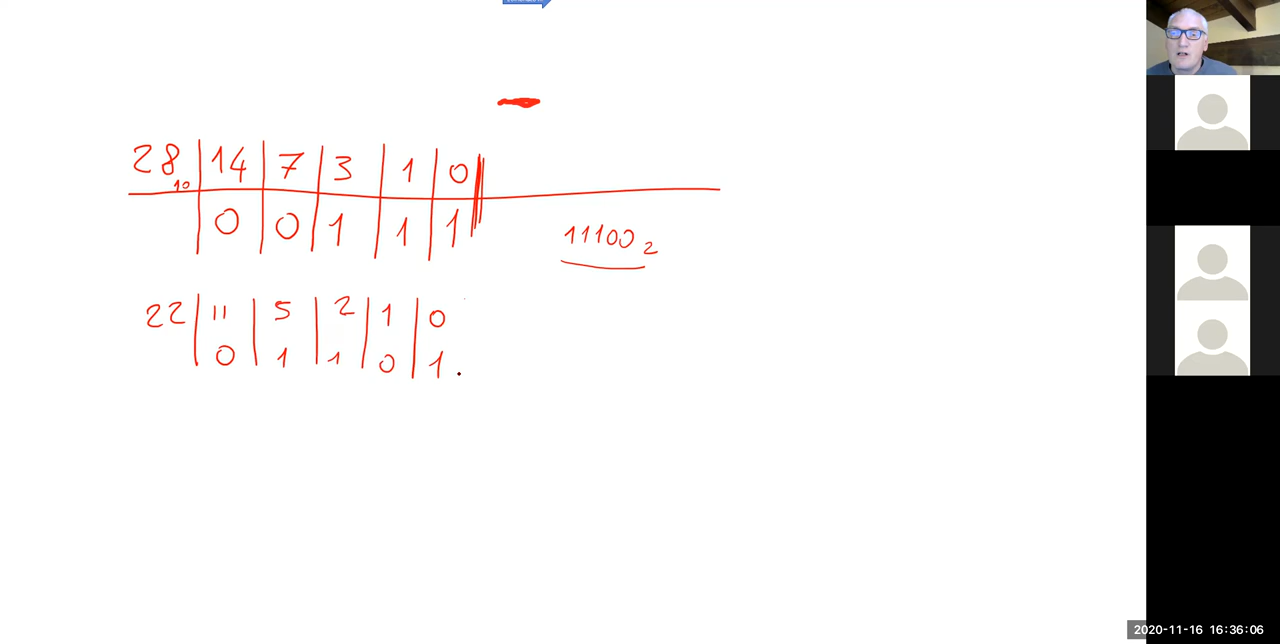 28₁₀ | 14 | 7 | 3 | 1 | 0
0 | 0 | 1 | 1 | 1
11100₂
22 | 11 | 5 | 2 | 1 | 0
0 | 1 | 1 | 0 | 1
2020-11-16 16:36:06